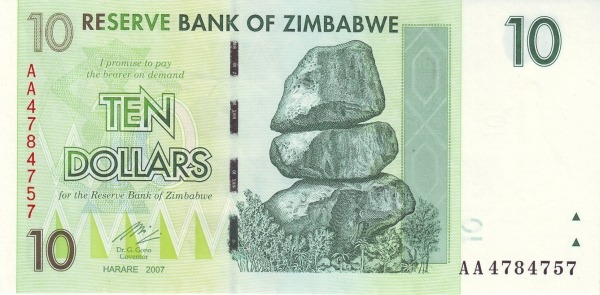 10 RESERVE BANK OF ZIMBABWE 10
I promise to pay
the bearer on demand
AA4784757
TEN
DOLLARS
for the Reserve Bank of Zimbabwe
10
Dr. G. Gono
Governor
HARARE 2007
AA4784757